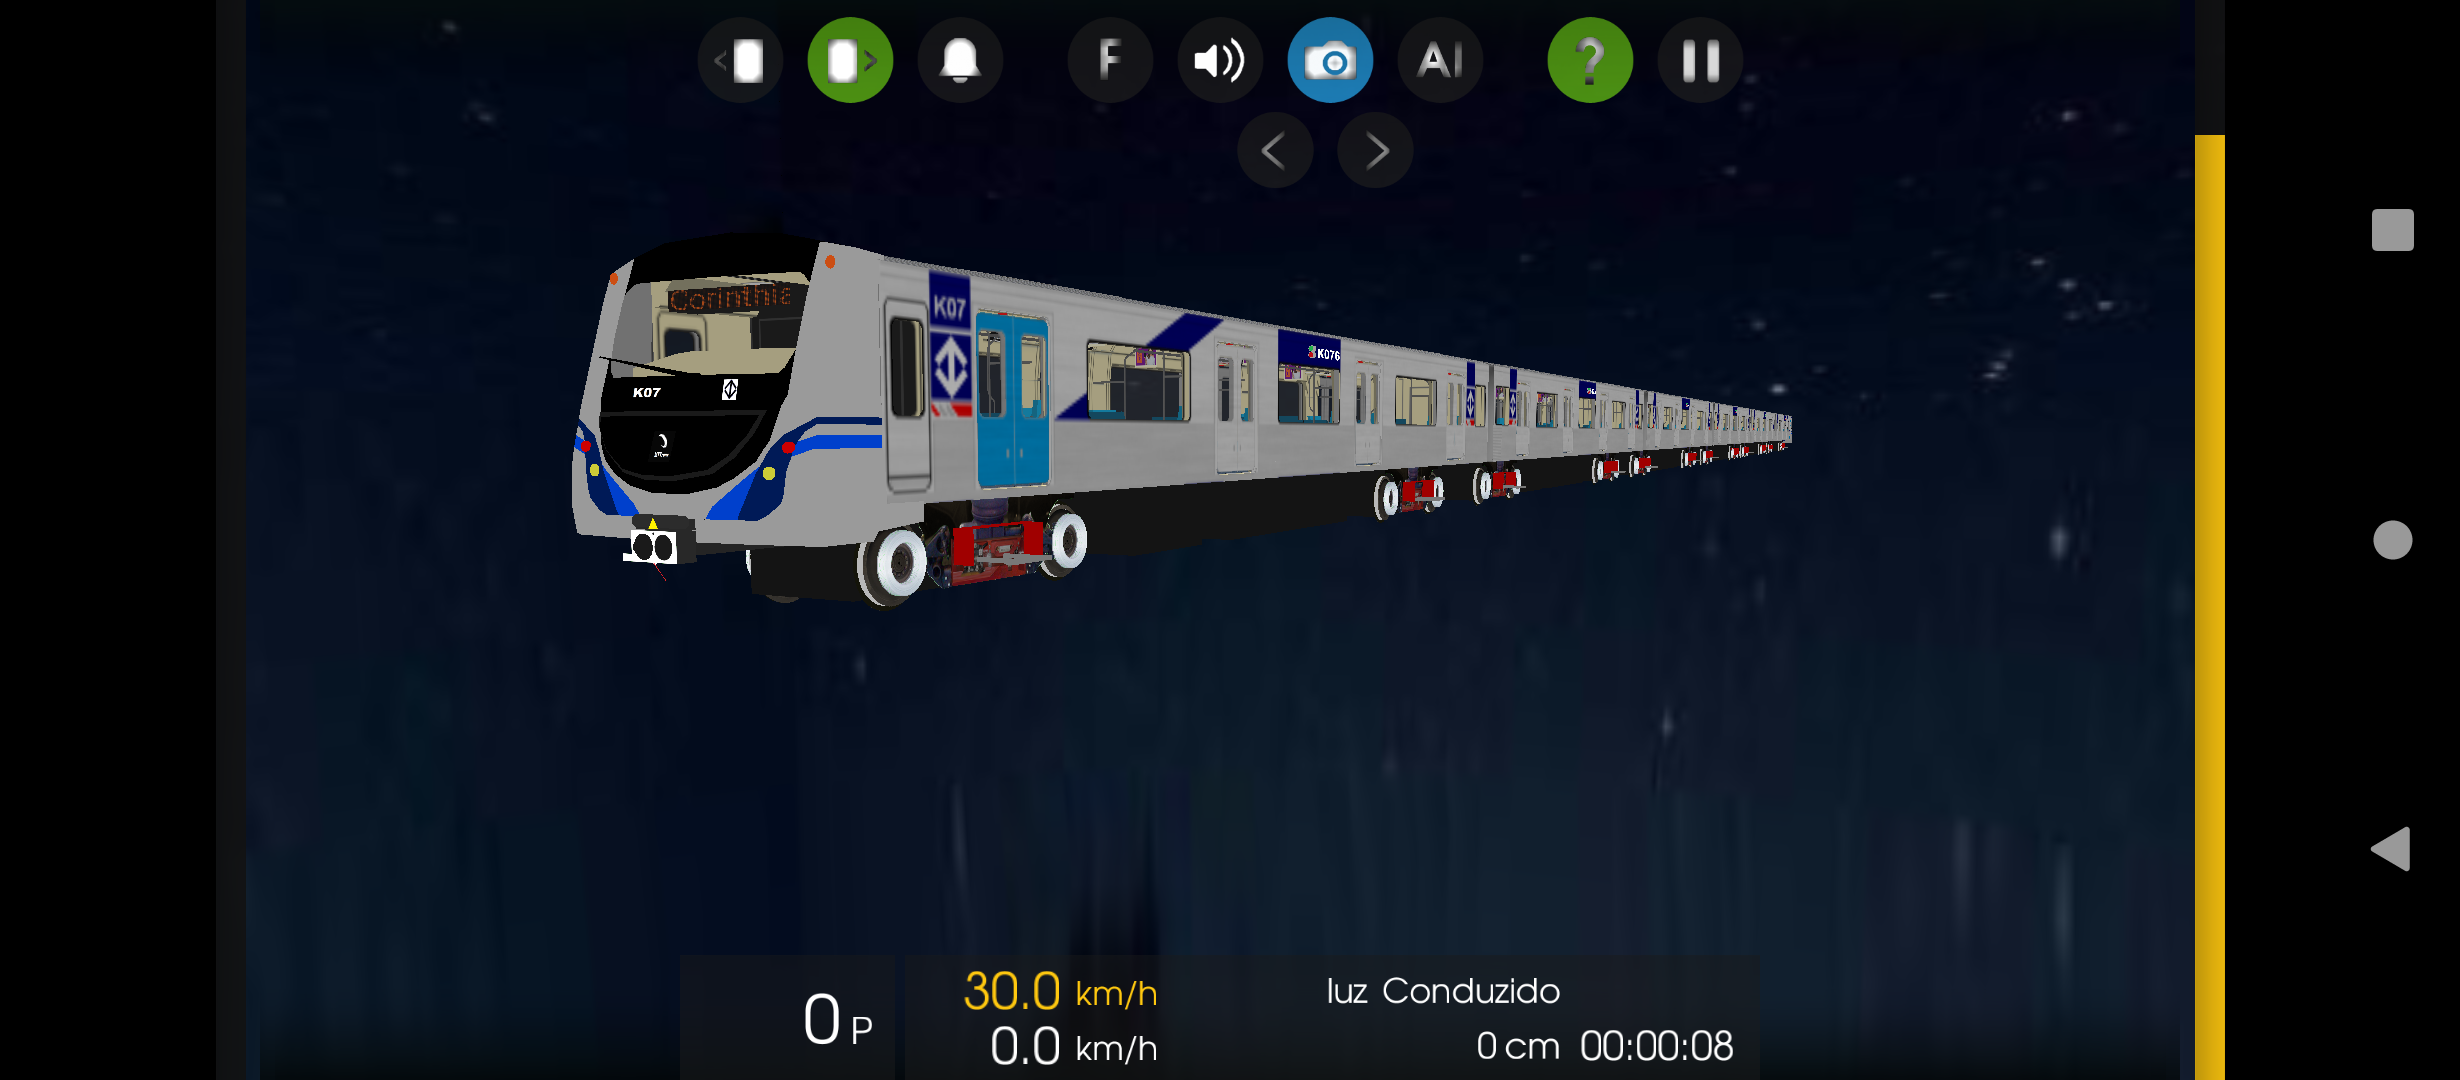 F
AI
?
Corinthia
K07
K07
K076
0 P
30.0 km/h
0.0 km/h
luz Conduzido
0 cm 00:00:08